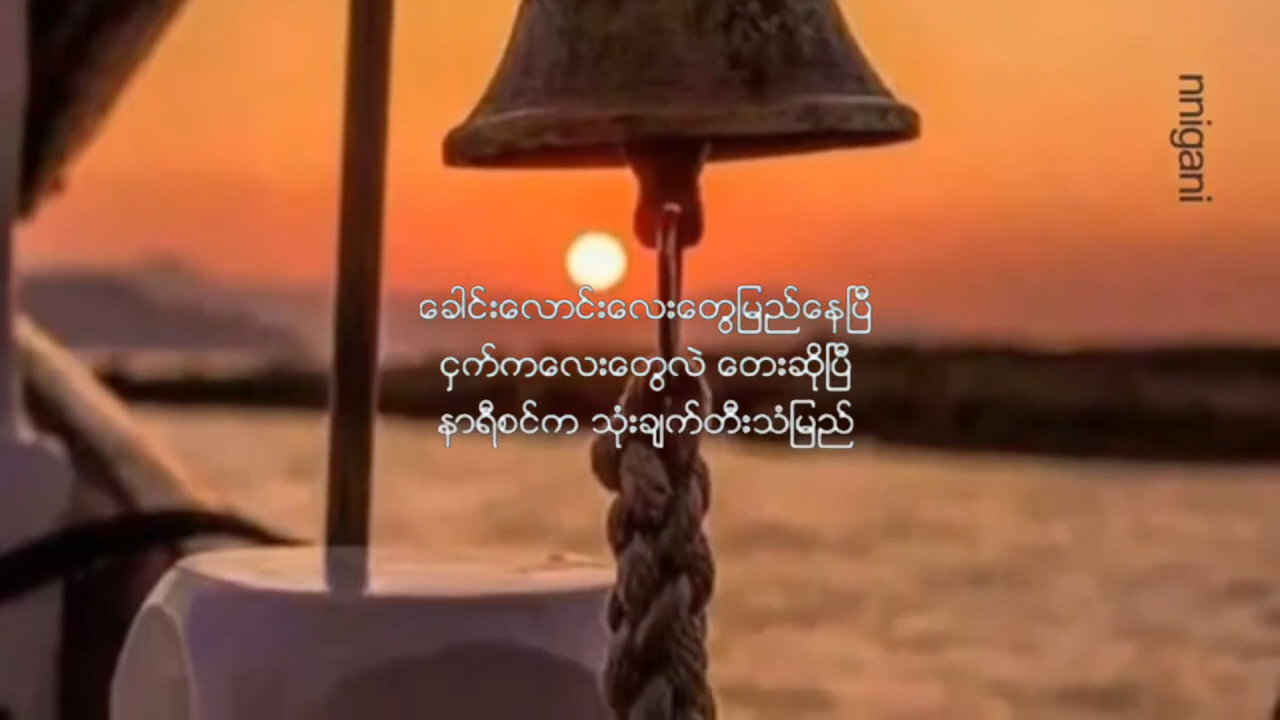 ခေါင်းလောင်းလေးတွေမြည်နေပြီ
ငှက်ကလေးတွေလဲ တေးဆိုပြီ
နာရီစင်က သုံးချက်တီးသံမြည်
nnigani